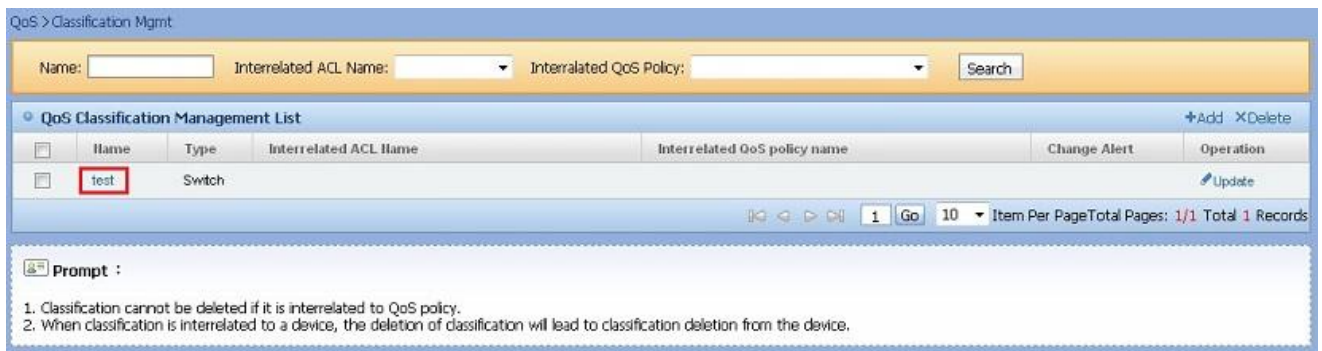 QoS > Classification Mgmt
Name: Interrelated ACL Name: Interralated QoS Policy: Search
QoS Classification Management List +Add ×Delete
Name Type Interrelated ACL Name Interrelated QoS policy name Change Alert Operation
test Switch Update
1 Go 10 Item Per PageTotal Pages: 1/1 Total 1 Records
Prompt :
1. Classification cannot be deleted if it is interrelated to QoS policy.
2. When classification is interrelated to a device, the deletion of classification will lead to classification deletion from the device.